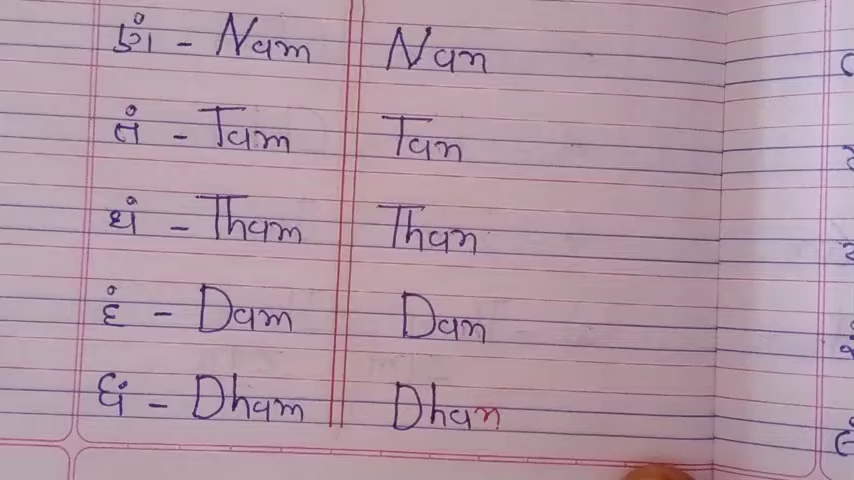 ણં - Nam Nan
તં - Tam Tan
થં - Tham Than
દં - Dam Dan
ધં - Dham Dhan